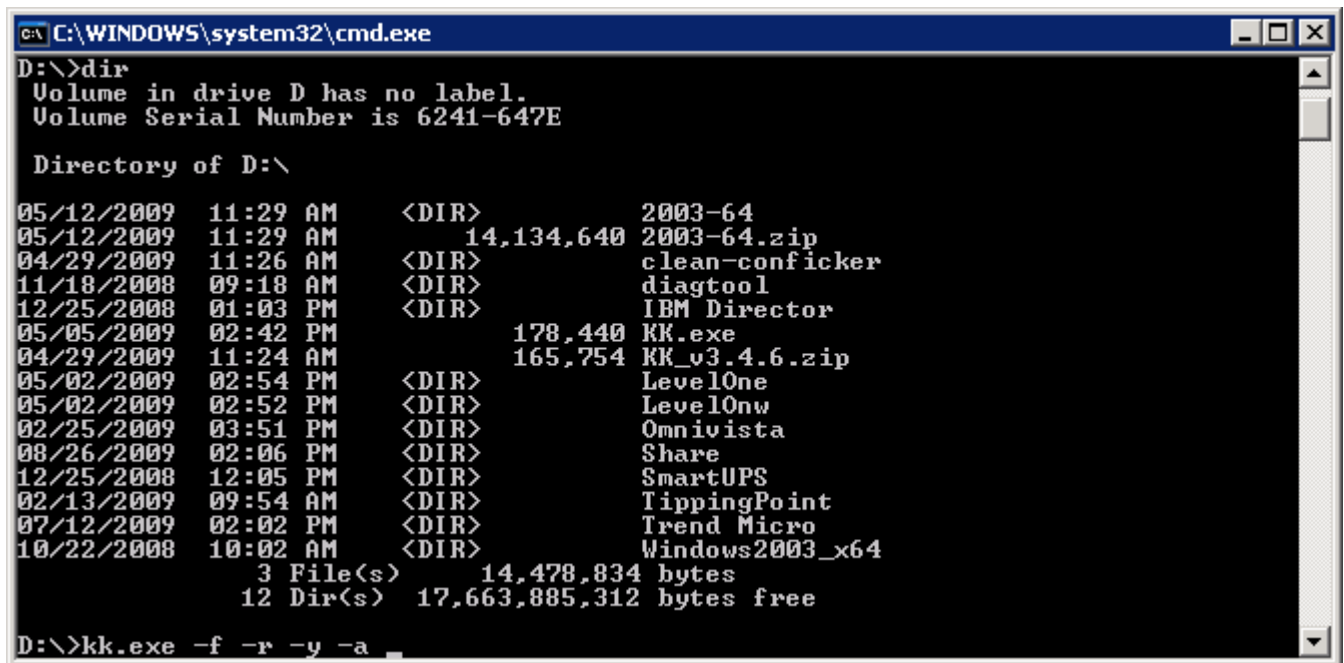 C:\WINDOWS\system32\cmd.exe
D:\>dir
 Volume in drive D has no label.
 Volume Serial Number is 6241-647E

 Directory of D:\

05/12/2009  11:29 AM    <DIR>          2003-64
05/12/2009  11:29 AM        14,134,640 2003-64.zip
04/29/2009  11:26 AM    <DIR>          clean-conficker
11/18/2008  09:18 AM    <DIR>          diagtool
12/25/2008  01:03 PM    <DIR>          IBM Director
05/05/2009  02:42 PM           178,440 KK.exe
04/29/2009  11:24 AM           165,754 KK_v3.4.6.zip
05/02/2009  02:54 PM    <DIR>          LevelOne
05/02/2009  02:52 PM    <DIR>          LevelOnw
02/25/2009  03:51 PM    <DIR>          Omnivista
08/26/2009  02:06 PM    <DIR>          Share
12/25/2008  12:05 PM    <DIR>          SmartUPS
02/13/2009  09:54 AM    <DIR>          TippingPoint
07/12/2009  02:02 PM    <DIR>          Trend Micro
10/22/2008  10:02 AM    <DIR>          Windows2003_x64
               3 File(s)     14,478,834 bytes
              12 Dir(s)  17,663,885,312 bytes free

D:\>kk.exe -f -r -y -a _